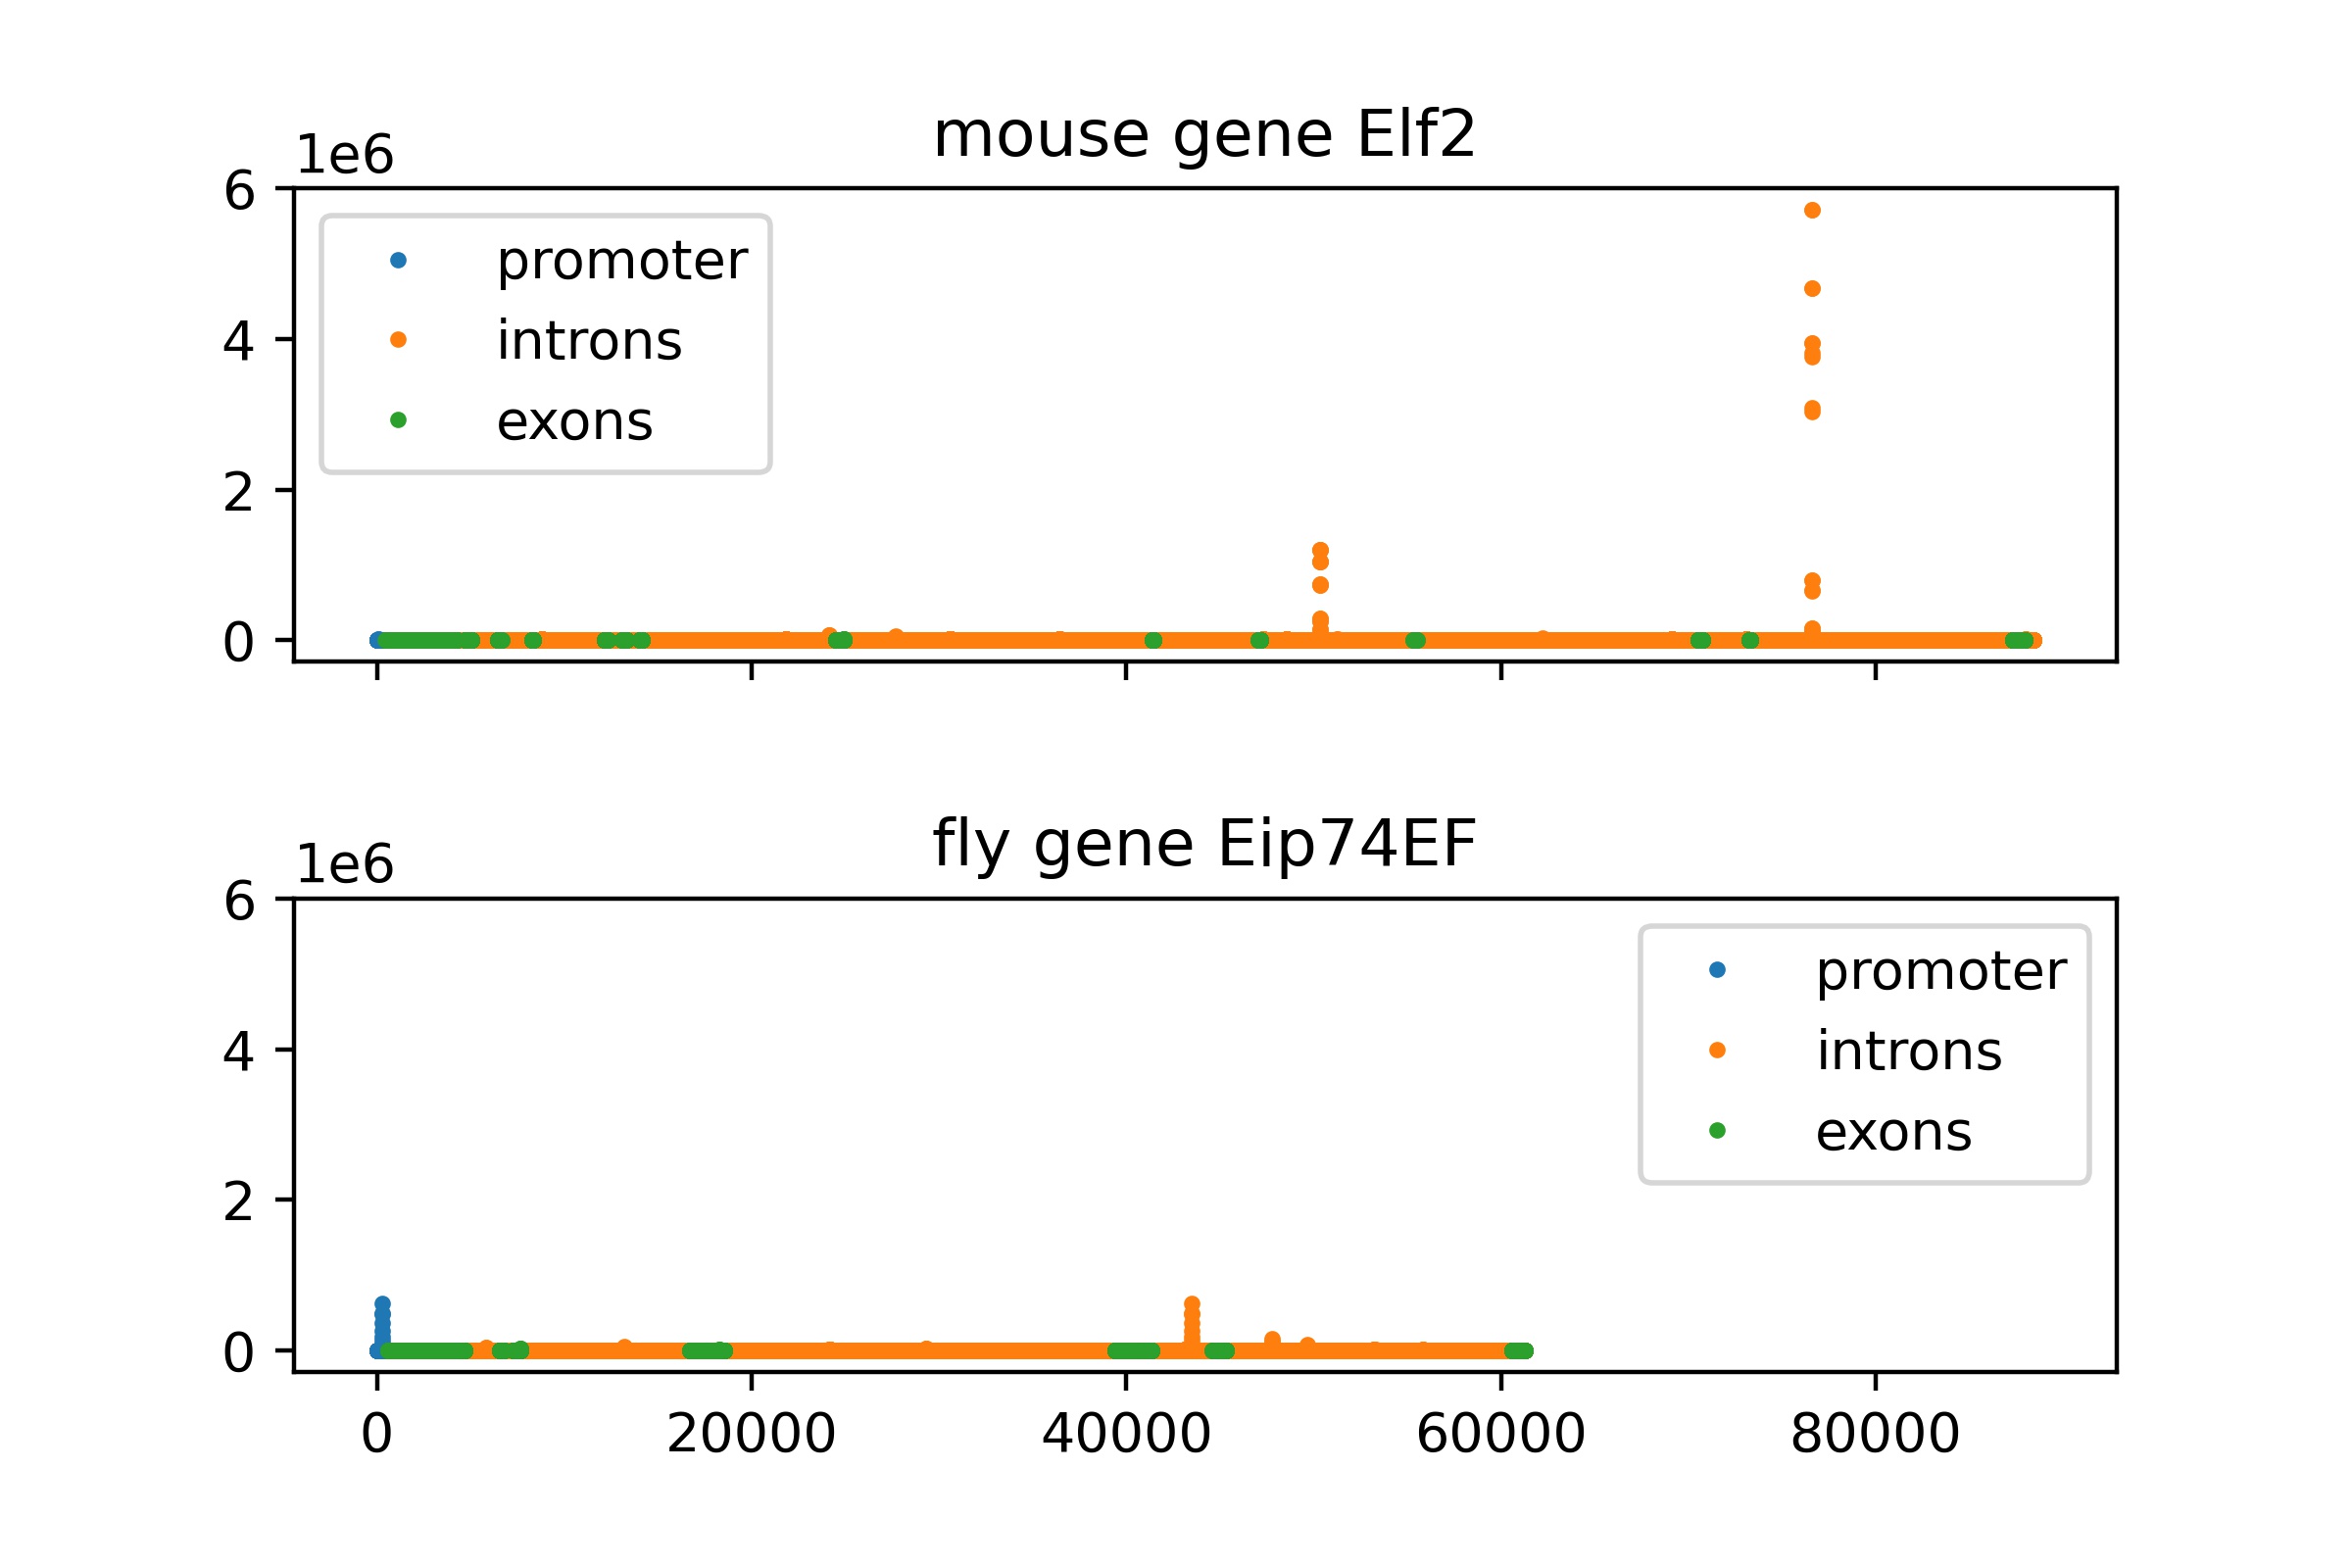 mouse gene Elf2
1e6
6
promoter
introns
4
exons
2
0
fly gene Eip74EF
1e6
6
promoter
4
introns
exons
2
0
0 20000 40000 60000 80000